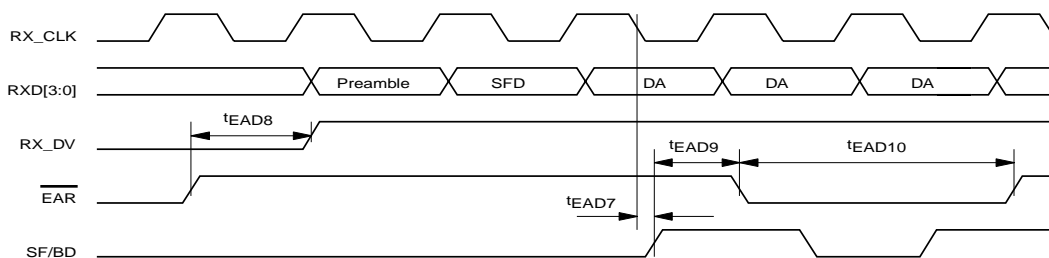 RX_CLK
RXD[3:0] Preamble SFD DA DA DA
tEAD8
RX_DV
tEAD9 tEAD10
EAR
tEAD7
SF/BD